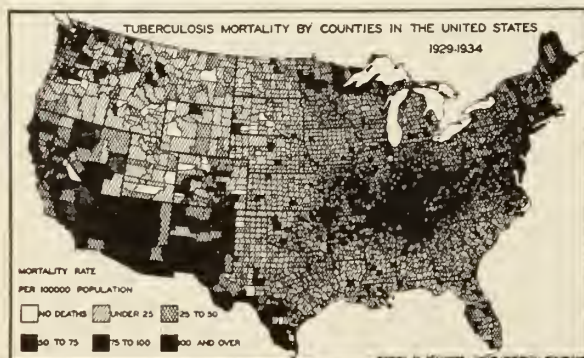 TUBERCULOSIS MORTALITY BY COUNTIES IN THE UNITED STATES
1929-1934
MORTALITY RATE
PER 100000 POPULATION
NO DEATHS UNDER 25 25 TO 50
50 TO 75 75 TO 100 100 AND OVER